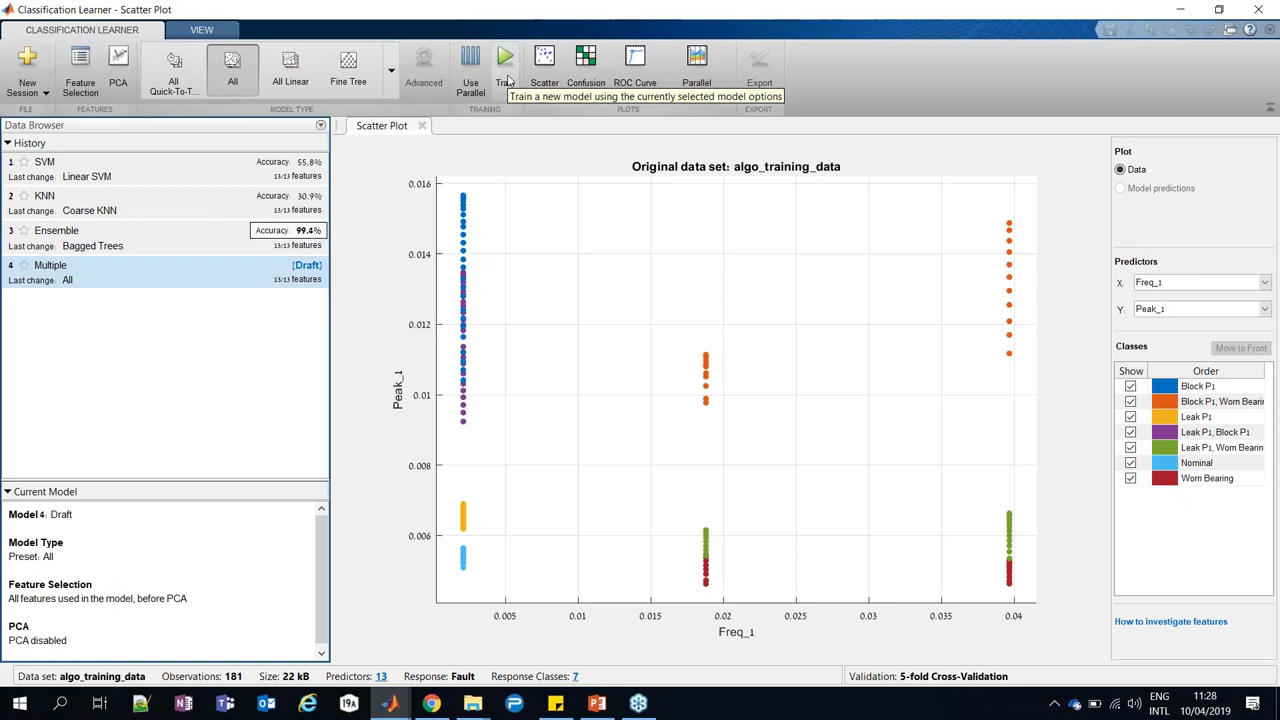 Classification Learner - Scatter Plot
CLASSIFICATION LEARNER
VIEW
New
Session
Feature
Selection
PCA
All
Quick-To-T...
All
All Linear
Fine Tree
Advanced
Use
Parallel
Scatter
Confusion
ROC Curve
Parallel
Export
Train a new model using the currently selected model options
FILE
FEATURES
MODEL TYPE
TRAINING
PLOTS
EXPORT
Data Browser
History
1 SVM Accuracy: 55.8%
Last change: Linear SVM 13/13 features
2 KNN Accuracy: 30.9%
Last change: Coarse KNN 13/13 features
3 Ensemble Accuracy: 99.4%
Last change: Bagged Trees 13/13 features
4 Multiple [Draft]
Last change: All 13/13 features
Current Model
Model 4: Draft
Model Type
Preset: All
Feature Selection
All features used in the model, before PCA
PCA
PCA disabled
Scatter Plot
Original data set: algo_training_data
0.016
0.014
0.012
0.01
0.008
0.006
Peak_1
0.005 0.01 0.015 0.02 0.025 0.03 0.035 0.04
Freq_1
Plot
Data
Model predictions
Predictors
X: Freq_1
Y: Peak_1
Classes
Move to Front
Show Order
Block P1
Block P1, Worn Bearin
Leak P1
Leak P1, Block P1
Leak P1, Worn Bearin
Nominal
Worn Bearing
How to investigate features
Data set: algo_training_data Observations: 181 Size: 22 kB Predictors: 13 Response: Fault Response Classes: 7 Validation: 5-fold Cross-Validation
19A
ENG
INTL
11:28
10/04/2019